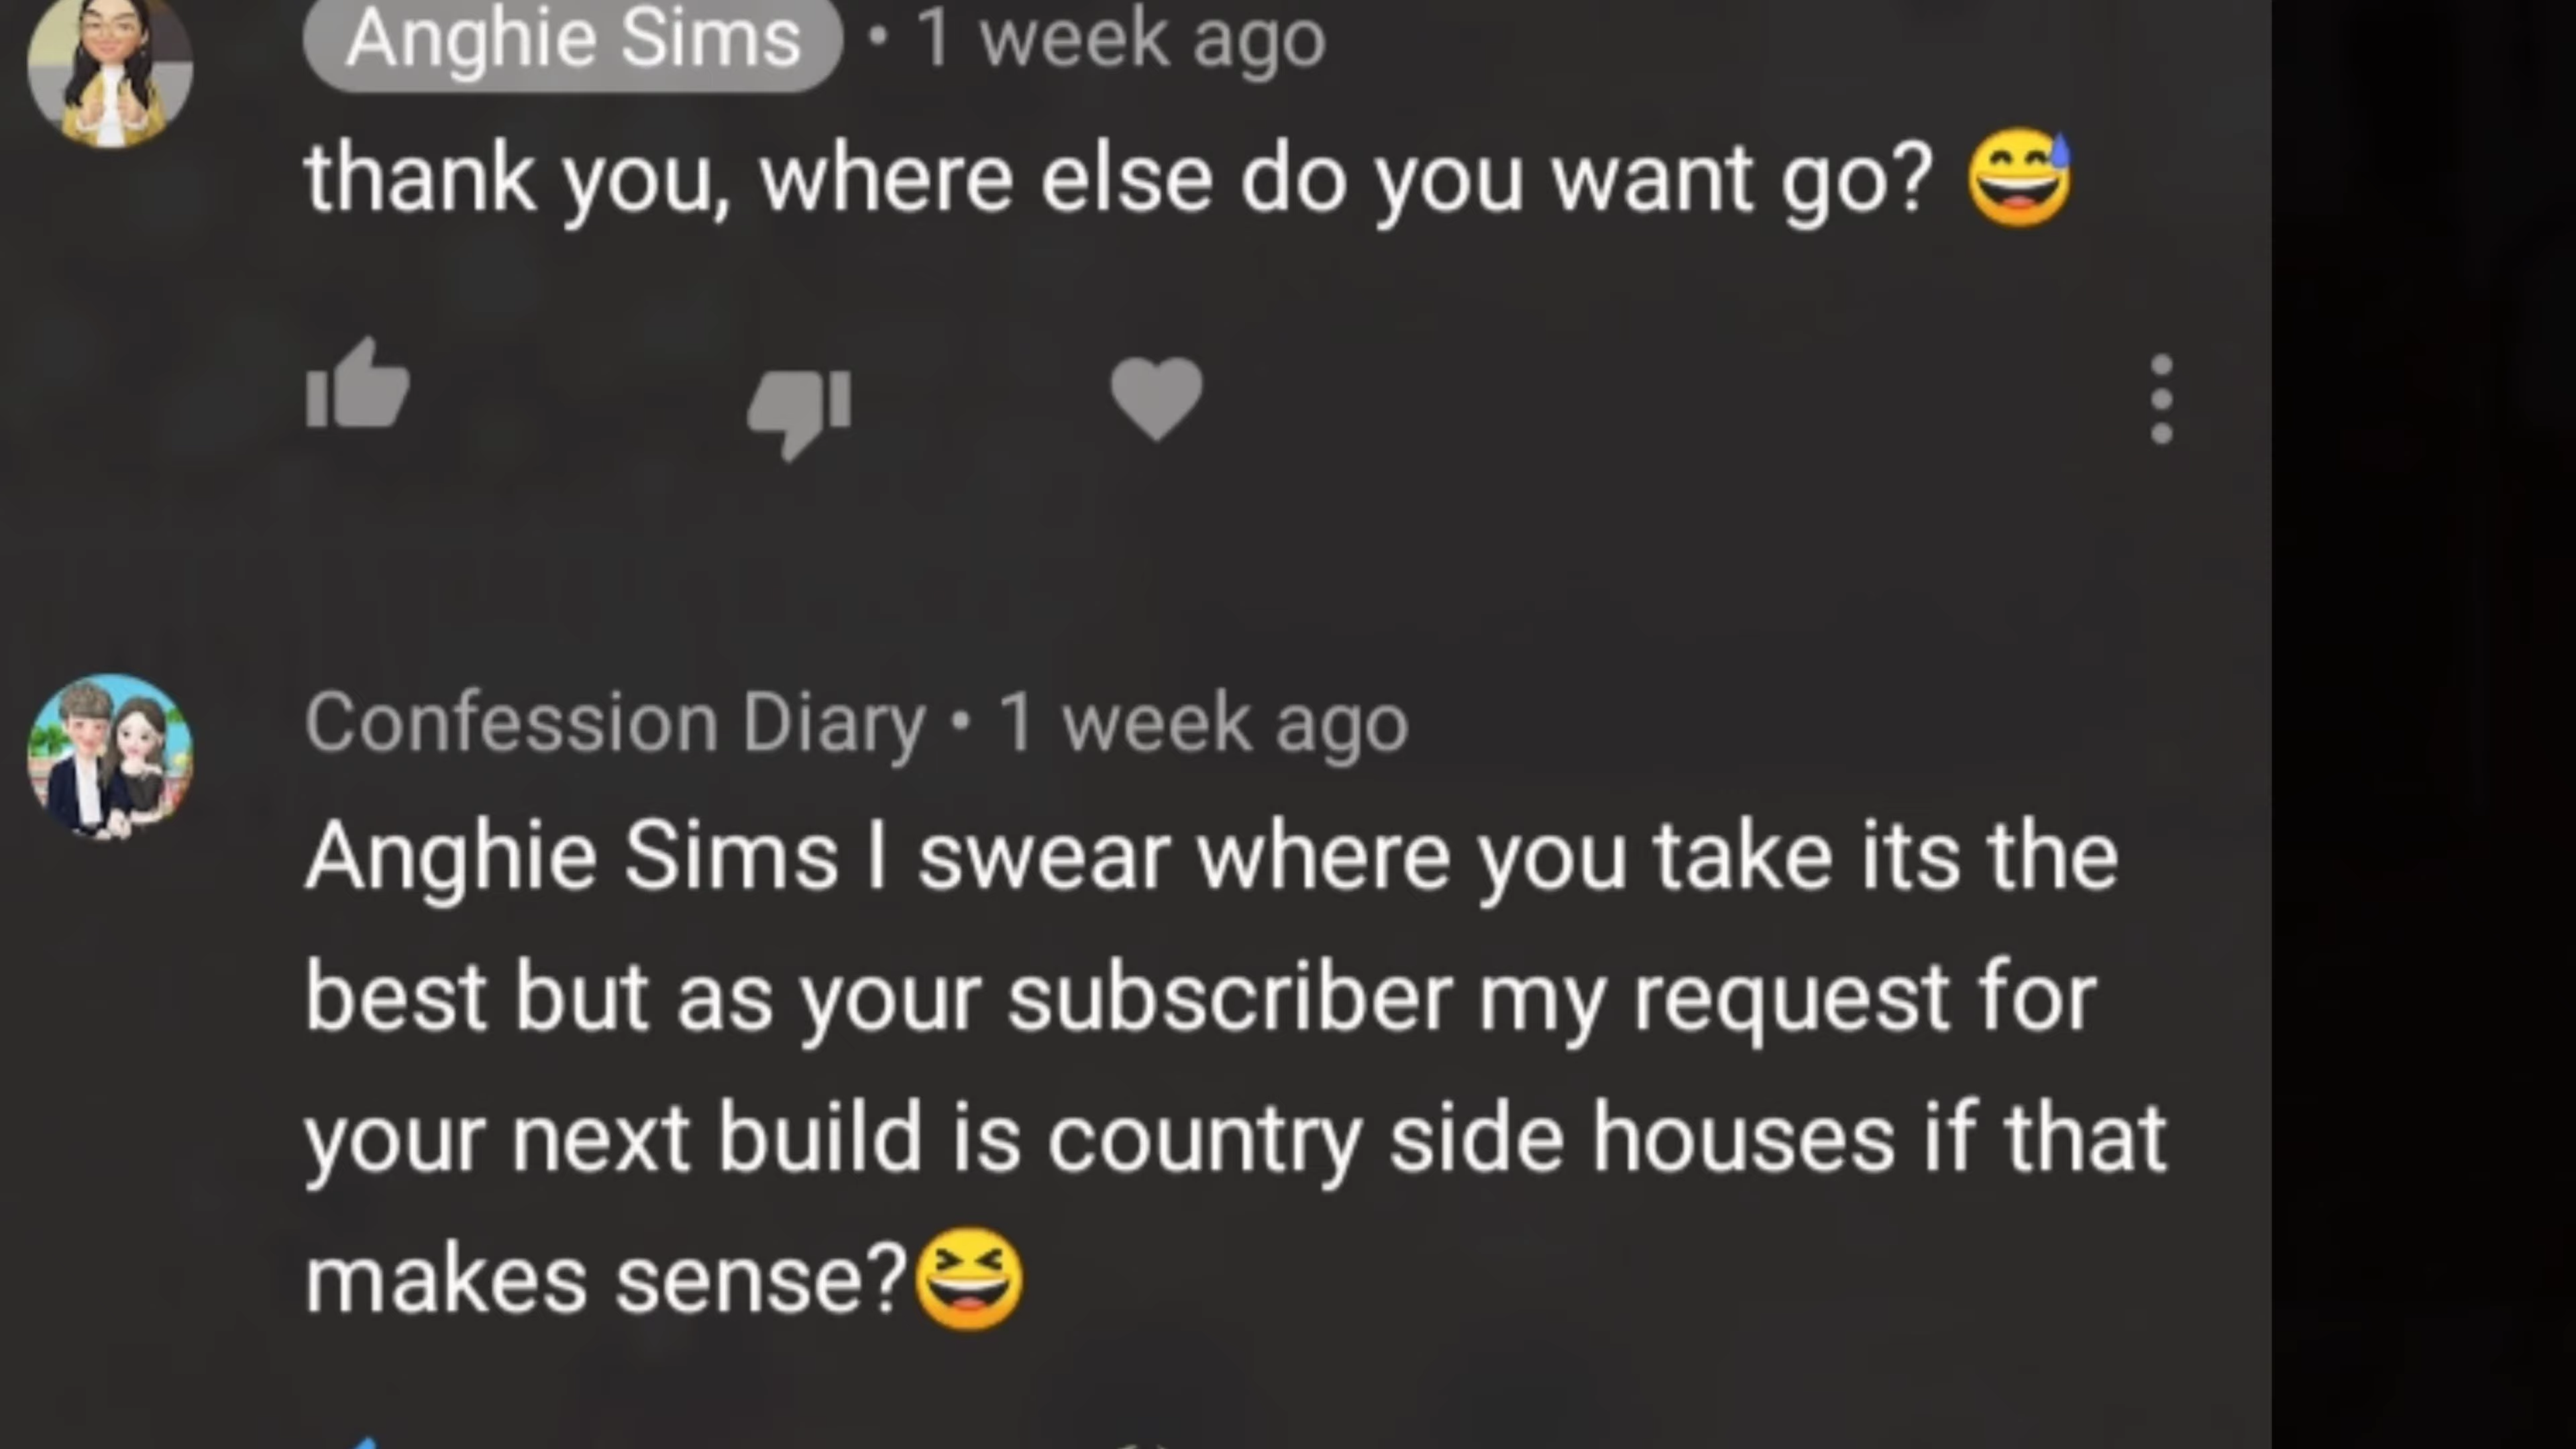 Anghie Sims • 1 week ago
thank you, where else do you want go? 😅
Confession Diary • 1 week ago
Anghie Sims I swear where you take its the
best but as your subscriber my request for
your next build is country side houses if that
makes sense?😆